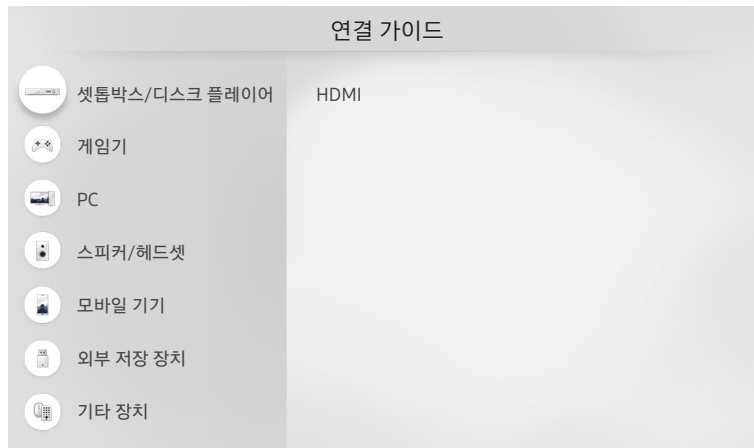 연결 가이드
셋톱박스/디스크 플레이어
HDMI
게임기
PC
스피커/헤드셋
모바일 기기
외부 저장 장치
기타 장치